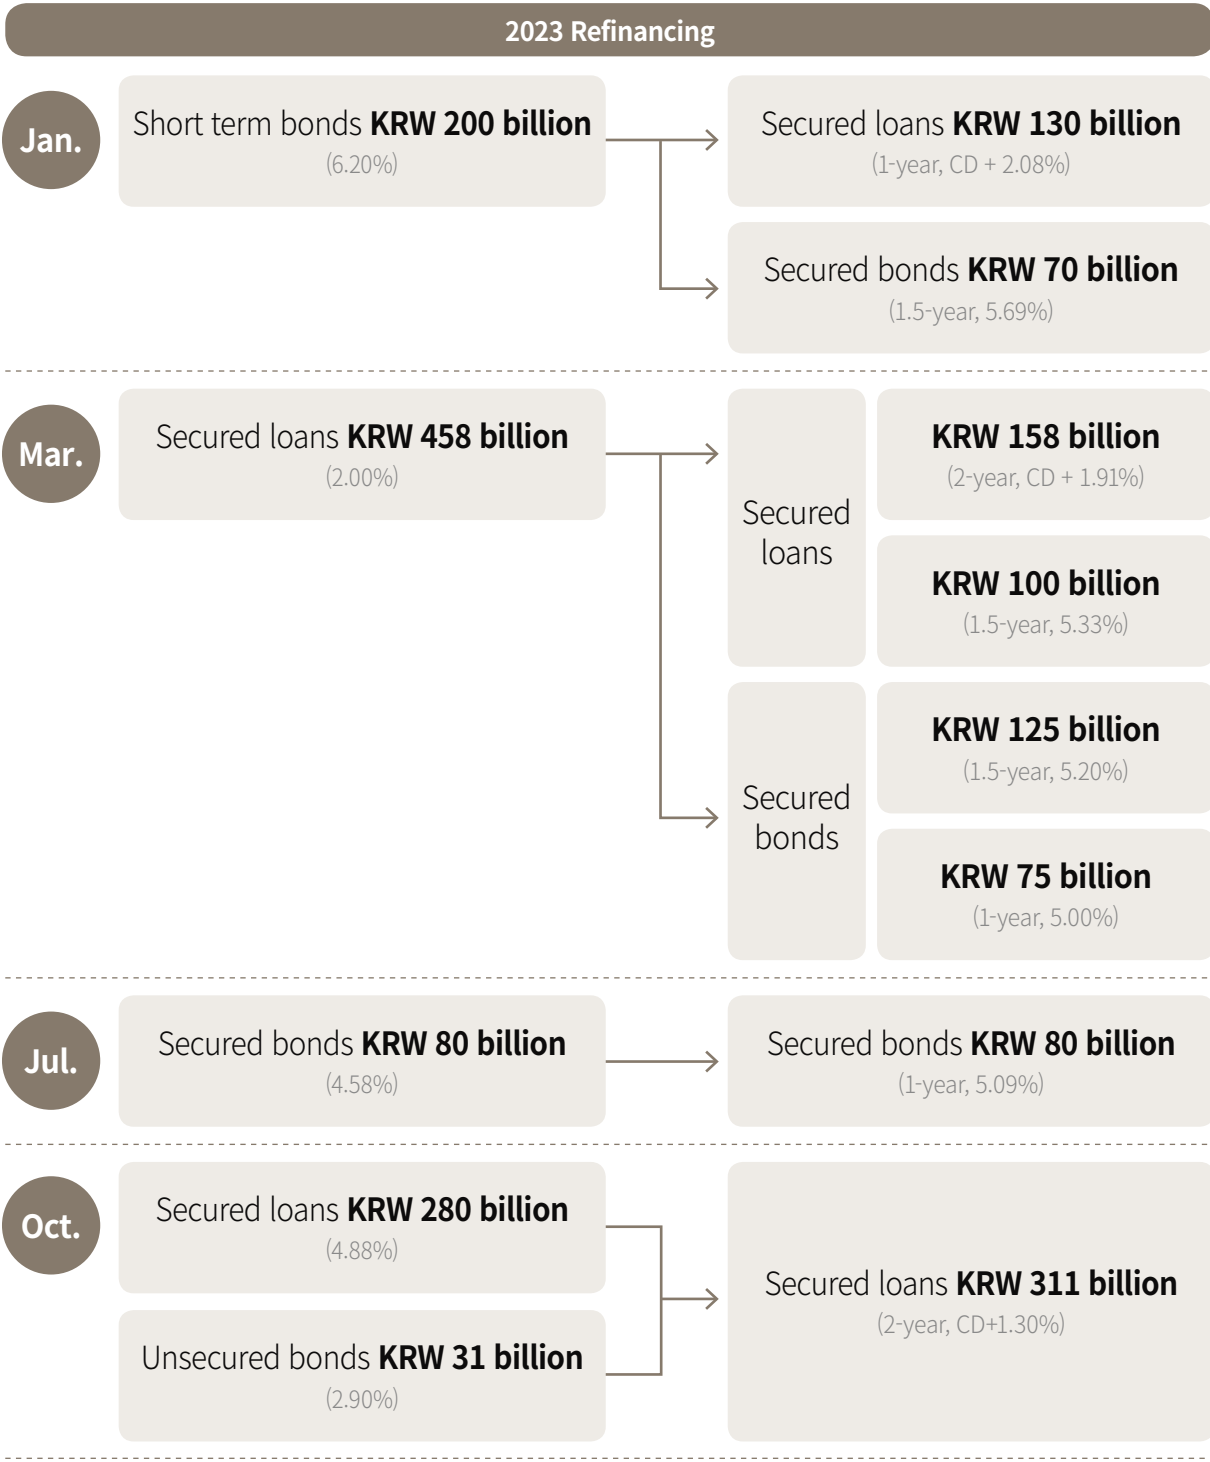 2023 Refinancing
Jan.
Short term bonds KRW 200 billion
(6.20%)
Secured loans KRW 130 billion
(1-year, CD + 2.08%)
Secured bonds KRW 70 billion
(1.5-year, 5.69%)
Mar.
Secured loans KRW 458 billion
(2.00%)
Secured
loans
KRW 158 billion
(2-year, CD + 1.91%)
KRW 100 billion
(1.5-year, 5.33%)
Secured
bonds
KRW 125 billion
(1.5-year, 5.20%)
KRW 75 billion
(1-year, 5.00%)
Jul.
Secured bonds KRW 80 billion
(4.58%)
Secured bonds KRW 80 billion
(1-year, 5.09%)
Oct.
Secured loans KRW 280 billion
(4.88%)
Unsecured bonds KRW 31 billion
(2.90%)
Secured loans KRW 311 billion
(2-year, CD+1.30%)